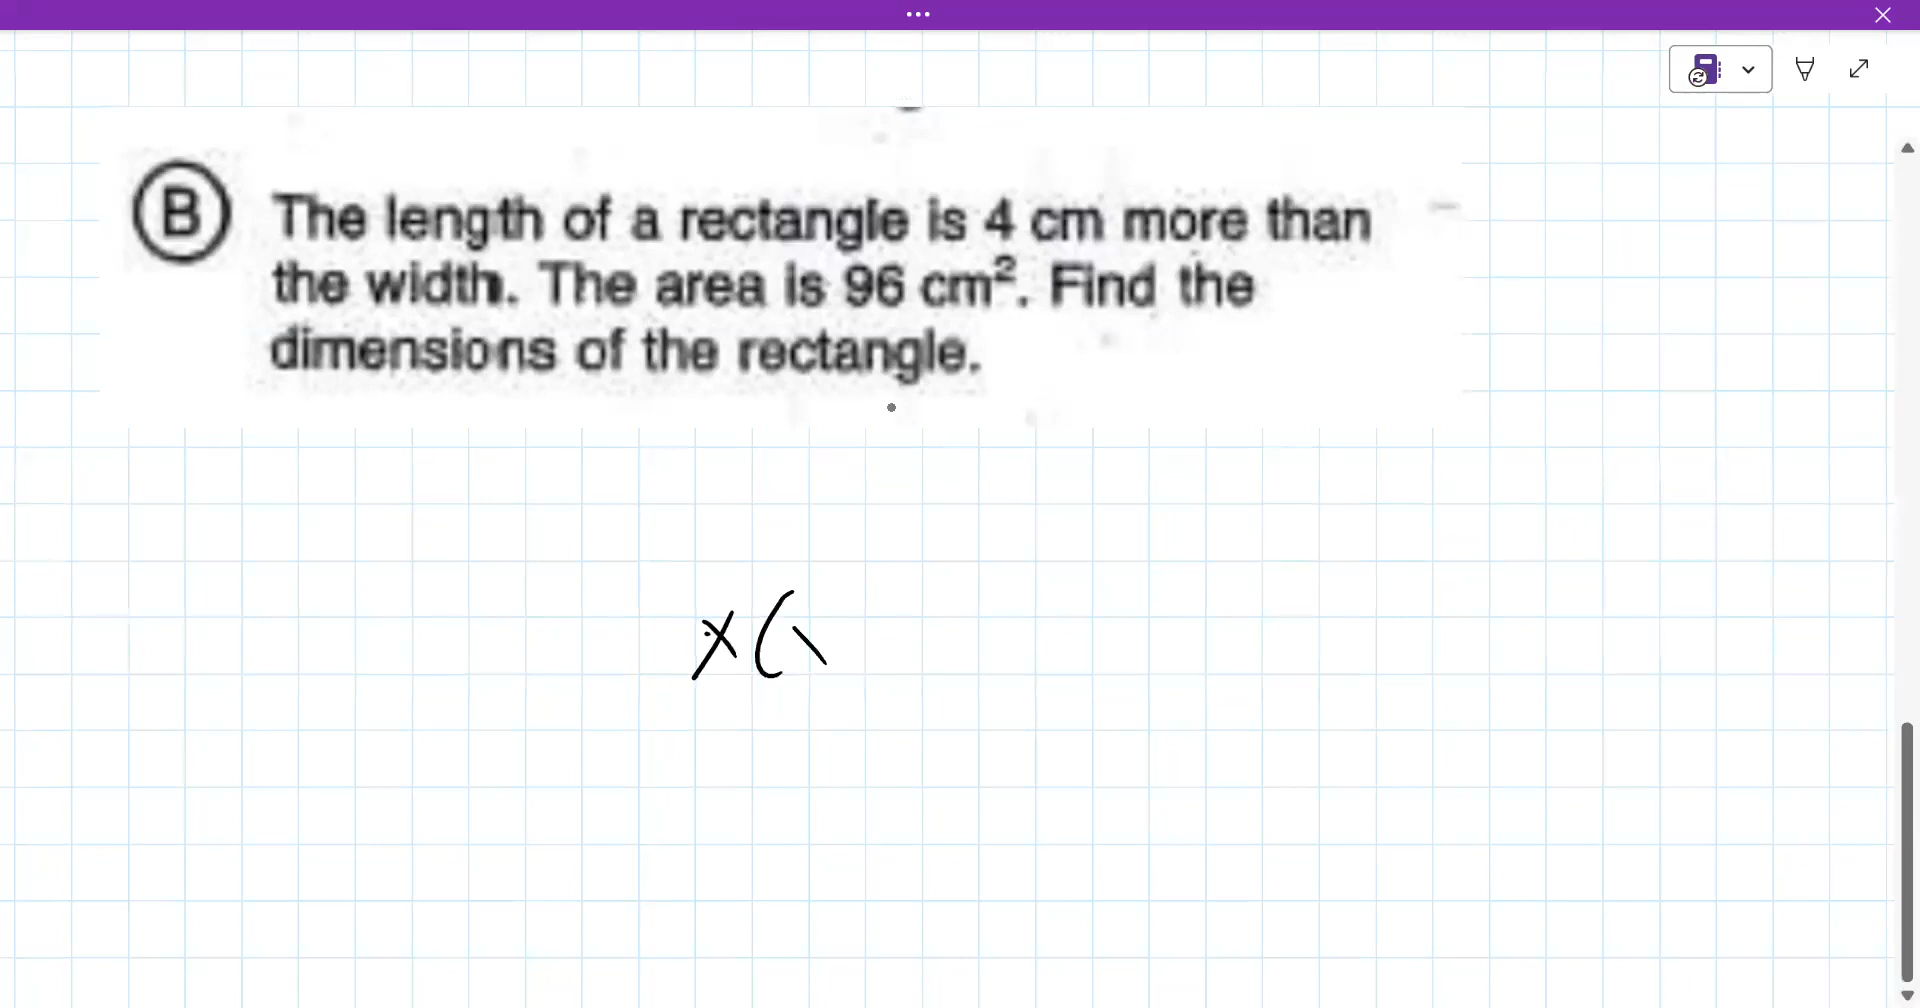 B The length of a rectangle is 4 cm more than
the width. The area is 96 cm². Find the
dimensions of the rectangle.
x(